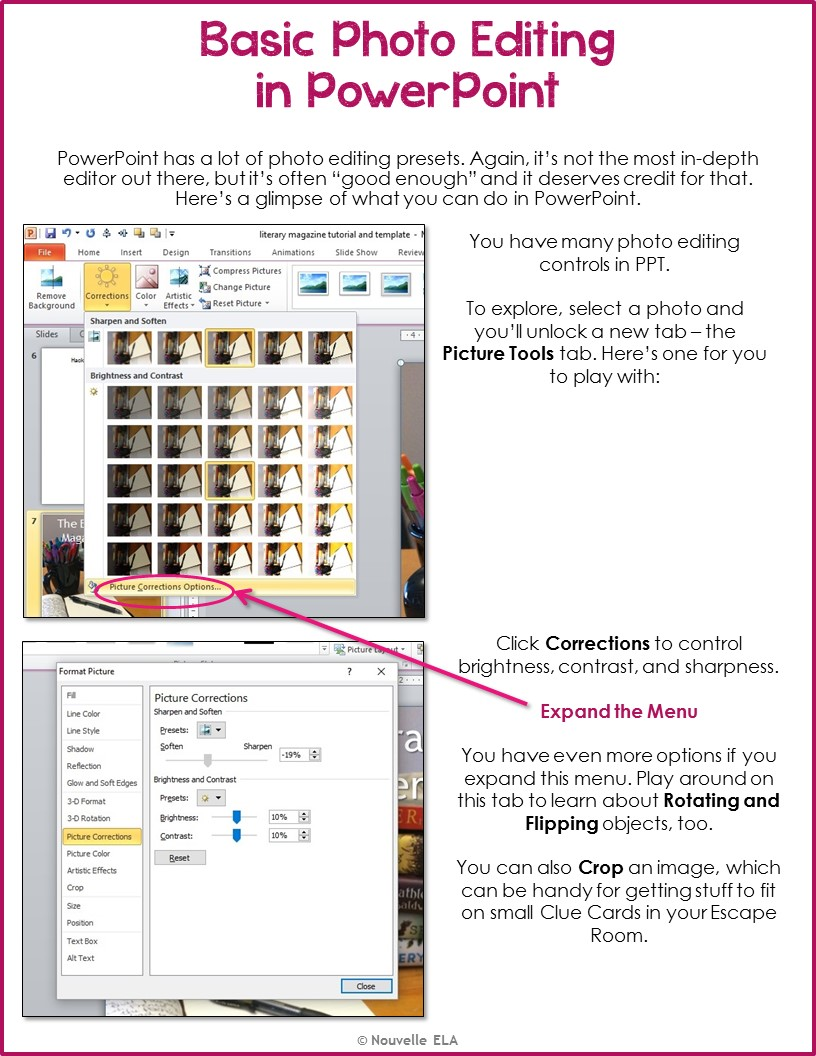 Basic Photo Editing
in PowerPoint
PowerPoint has a lot of photo editing presets. Again, it's not the most in-depth
editor out there, but it's often “good enough” and it deserves credit for that.
Here's a glimpse of what you can do in PowerPoint.
literary magazine tutorial and template - M
File Home Insert Design Transitions Animations Slide Show Review
Remove
Background
Corrections
Color
Artistic
Effects
Compress Pictures
Change Picture
Reset Picture
Sharpen and Soften
Slides
6
Brightness and Contrast
7
The E
Maga
Picture Corrections Options...
You have many photo editing
controls in PPT.
To explore, select a photo and
you'll unlock a new tab – the
Picture Tools tab. Here's one for you
to play with:
Picture Layout
Format Picture
Fill
Line Color
Line Style
Shadow
Reflection
Glow and Soft Edges
3-D Format
3-D Rotation
Picture Corrections
Picture Color
Artistic Effects
Crop
Size
Position
Text Box
Alt Text
Picture Corrections
Sharpen and Soften
Presets:
Soften Sharpen
-19%
Brightness and Contrast
Presets:
Brightness: 10%
Contrast: 10%
Reset
Close
Click Corrections to control
brightness, contrast, and sharpness.
Expand the Menu
You have even more options if you
expand this menu. Play around on
this tab to learn about Rotating and
Flipping objects, too.
You can also Crop an image, which
can be handy for getting stuff to fit
on small Clue Cards in your Escape
Room.
© Nouvelle ELA